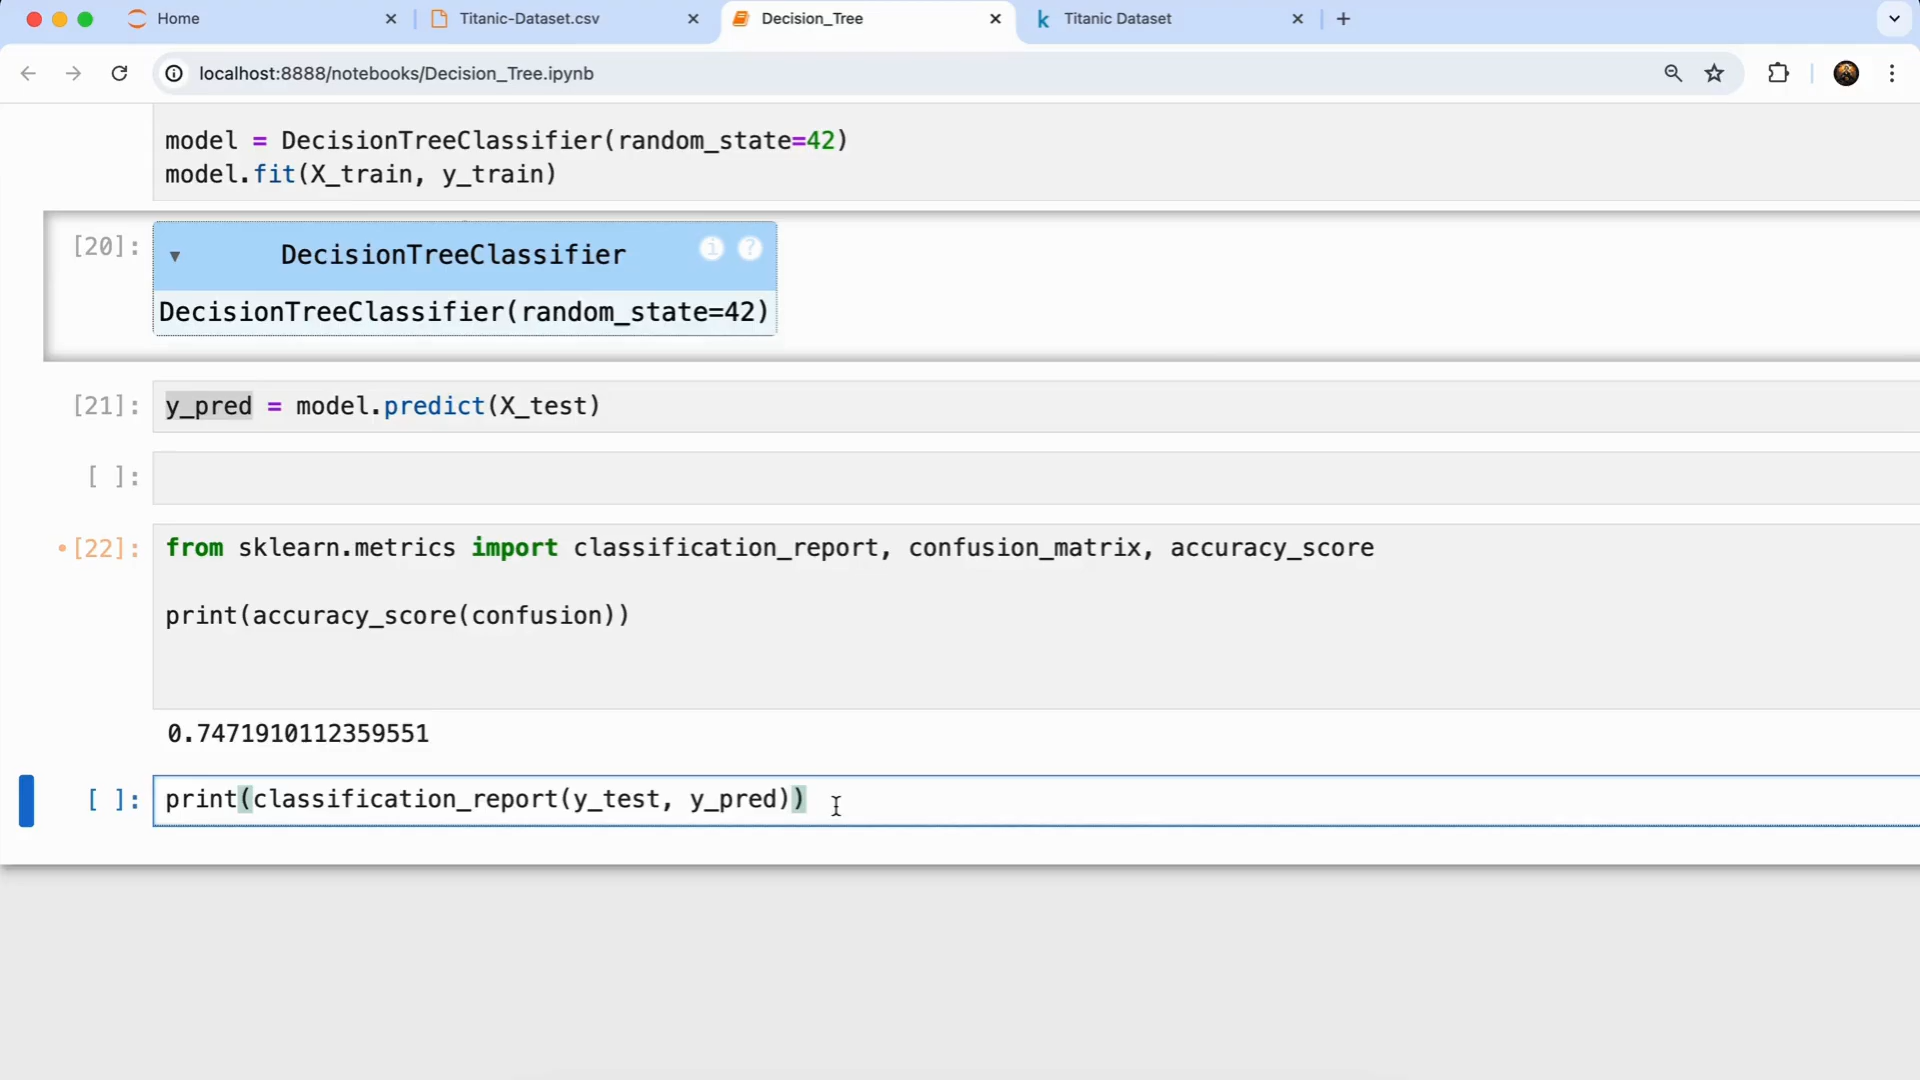 Home
Titanic-Dataset.csv
Decision_Tree
Titanic Dataset
localhost:8888/notebooks/Decision_Tree.ipynb
model = DecisionTreeClassifier(random_state=42)
model.fit(X_train, y_train)
[20]:
DecisionTreeClassifier
DecisionTreeClassifier(random_state=42)
[21]: y_pred = model.predict(X_test)
[ ]:
[22]: from sklearn.metrics import classification_report, confusion_matrix, accuracy_score
print(accuracy_score(confusion))
0.7471910112359551
[ ]: print(classification_report(y_test, y_pred))